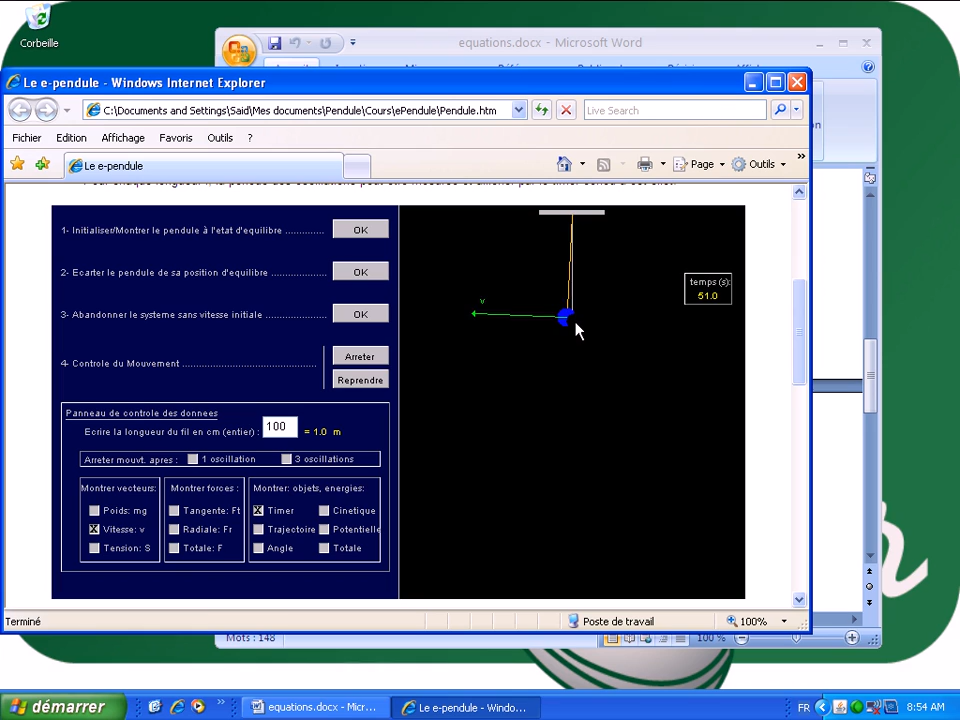 Corbeille
equations.docx - Microsoft Word
Le e-pendule - Windows Internet Explorer
C:\Documents and Settings\Said\Mes documents\Pendule\Cours\ePendule\Pendule.htm
Live Search
Fichier Edition Affichage Favoris Outils ?
Le e-pendule
Page Outils
1- Initialiser/Montrer le pendule à l'etat d'equilibre ............. OK
2- Ecarter le pendule de sa position d'equilibre .................. OK
3- Abandonner le systeme sans vitesse initiale .................... OK
4- Controle du Mouvement ............................................. Arreter
Reprendre
v
temps (s):
51.0
Panneau de controle des donnees
Ecrire la longueur du fil en cm (entier) : 100 = 1.0 m
Arreter mouvt. apres : 1 oscillation 3 oscillations
Montrer vecteurs: Montrer forces : Montrer: objets, energies:
Poids: mg Tangente: Ft Timer Cinetique
Vitesse: v Radiale: Fr Trajectoire Potentielle
Tension: S Totale: F Angle Totale
Terminé Poste de travail 100%
Mots : 148 100 %
démarrer equations.docx - Micr... Le e-pendule - Windo... FR 8:54 AM